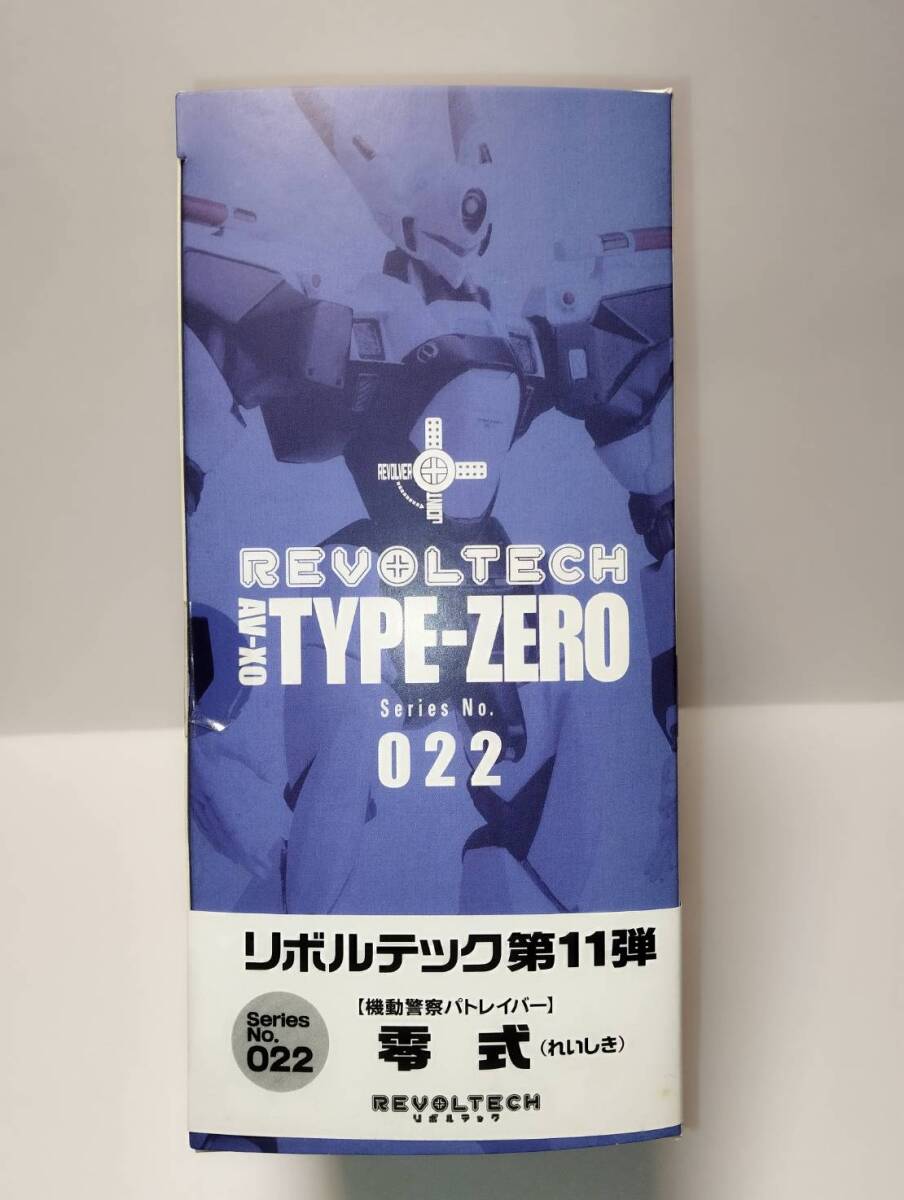 REVOLVER
JOINT
REVOLTECH
AV-X0
TYPE-ZERO
Series No.
022
リボルテック第11弾
【機動警察パトレイバー】
Series
No.
022
零式(れいしき)
REVOLTECH
リボルテック